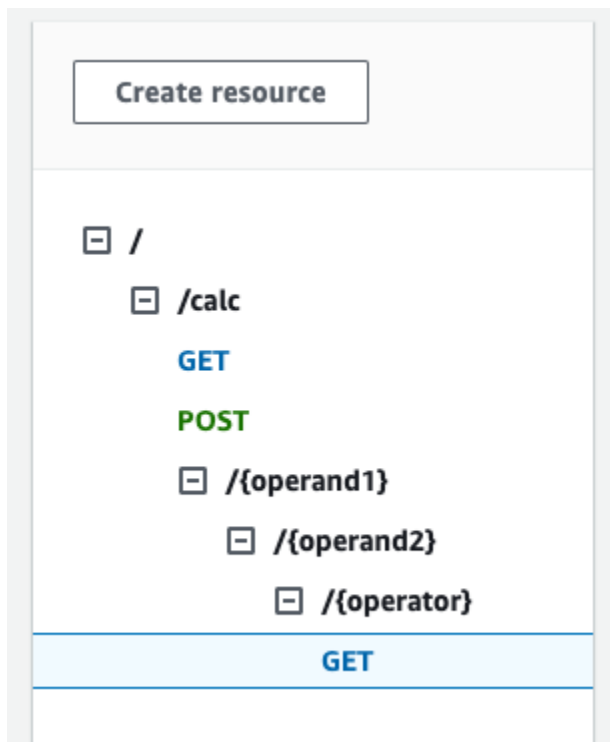 Create resource
/
/calc
GET
POST
/{operand1}
/{operand2}
/{operator}
GET